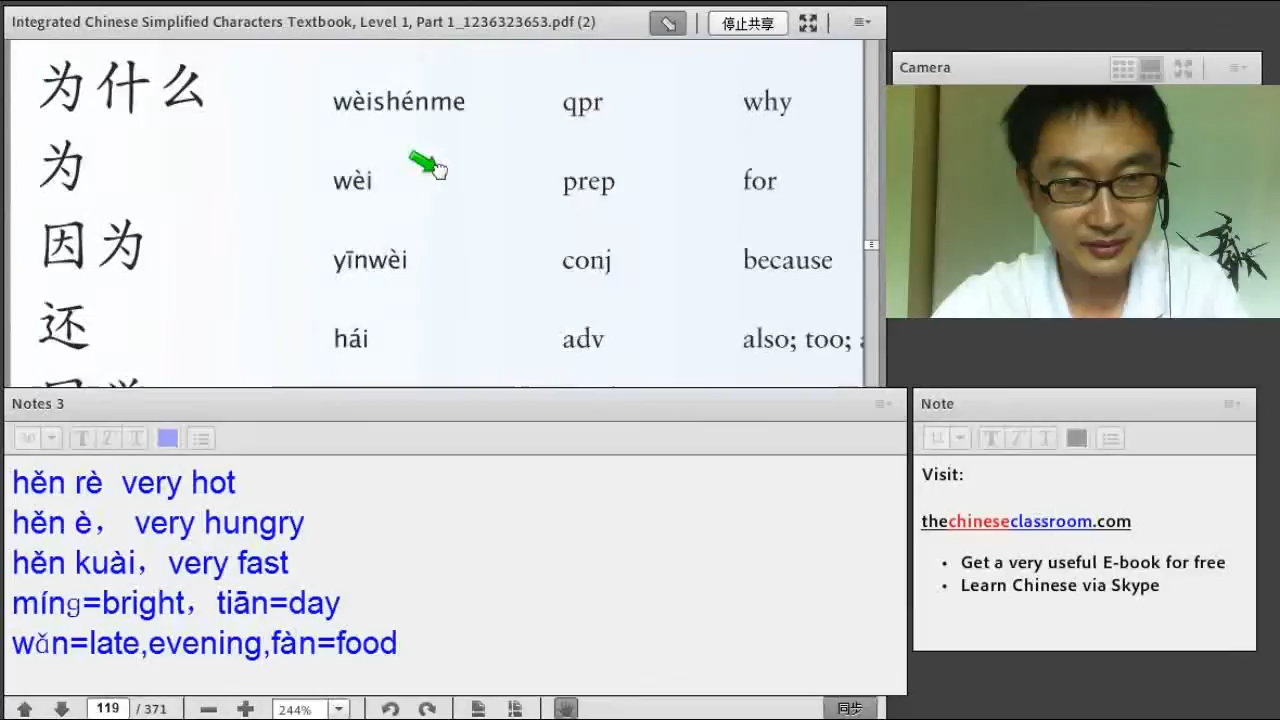 Integrated Chinese Simplified Characters Textbook, Level 1, Part 1_1236323653.pdf (2)
停止共享
为什么 wèishénme qpr why
为 wèi prep for
因为 yīnwèi conj because
还 hái adv also; too;
Camera
Notes 3
hěn rè very hot
hěn è， very hungry
hěn kuài，very fast
míng=bright，tiān=day
wǎn=late,evening,fàn=food
119 / 371
244%
同步
Note
Visit:
thechineseclassroom.com
• Get a very useful E-book for free
• Learn Chinese via Skype